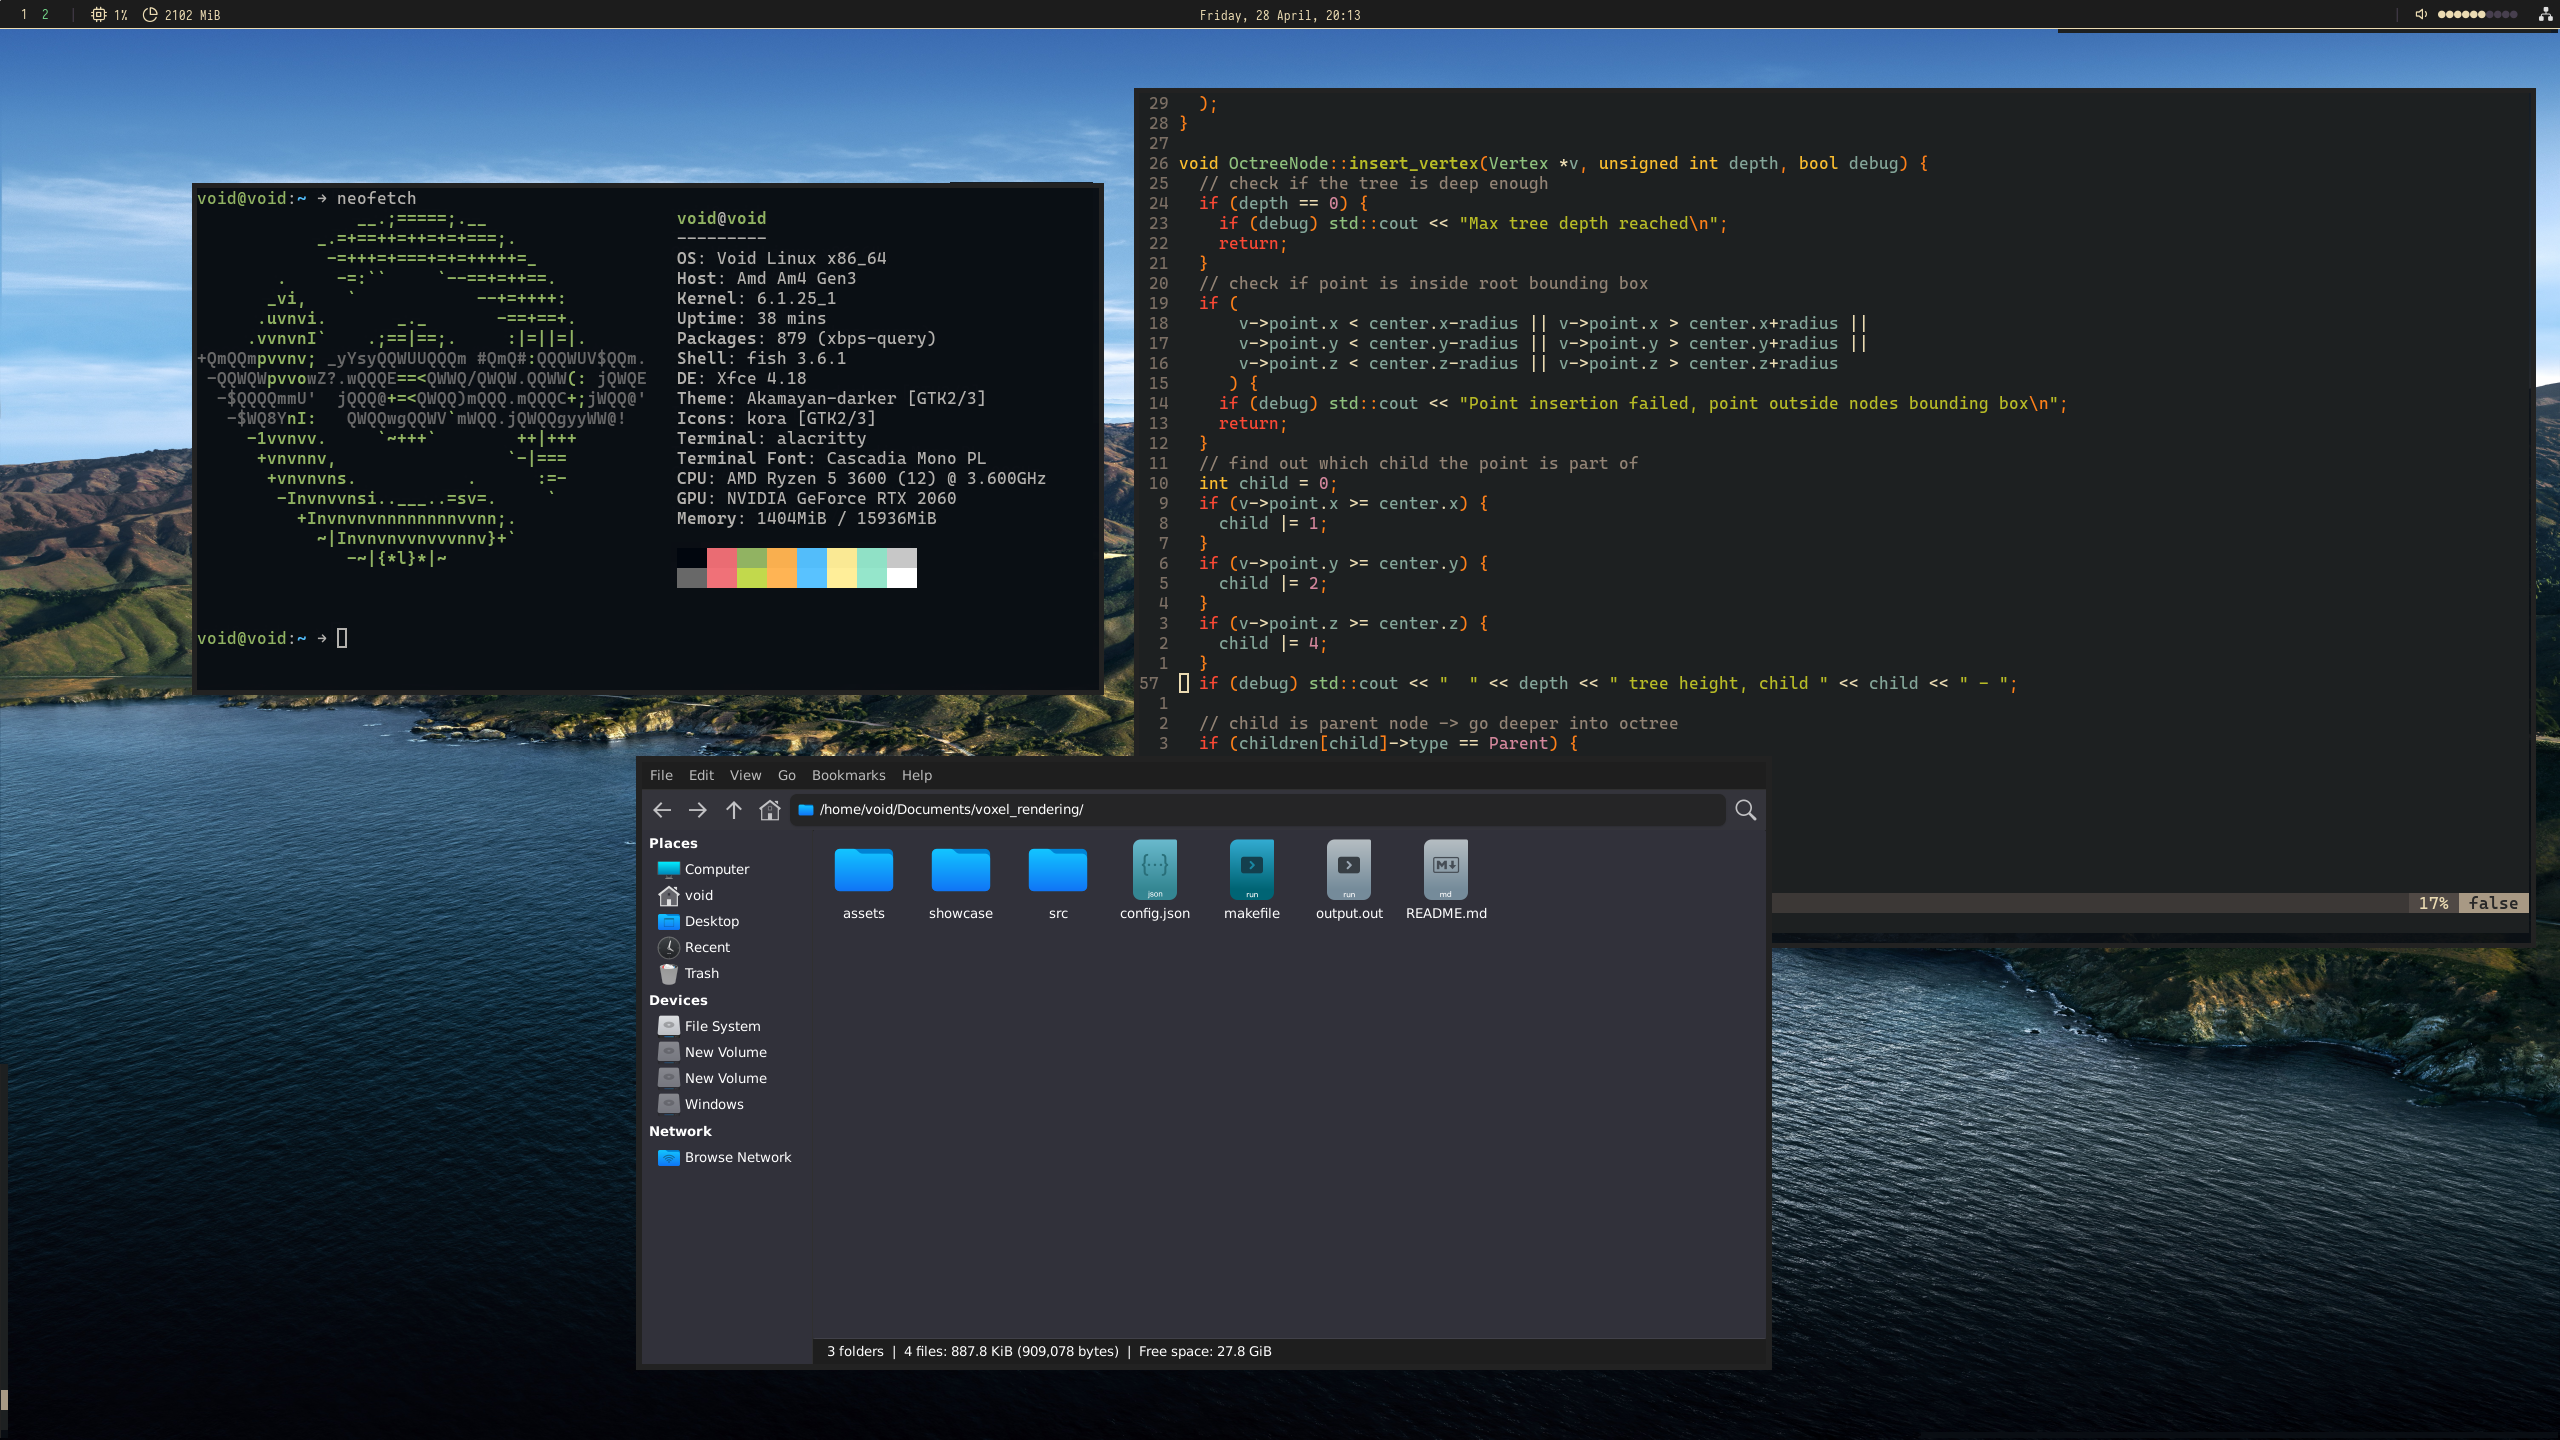 1 2 | 1% 2102 MiB
Friday, 28 April, 20:13
void@void:~ → neofetch
void@void
---------
OS: Void Linux x86_64
Host: Amd Am4 Gen3
Kernel: 6.1.25_1
Uptime: 38 mins
Packages: 879 (xbps-query)
Shell: fish 3.6.1
DE: Xfce 4.18
Theme: Akamayan-darker [GTK2/3]
Icons: kora [GTK2/3]
Terminal: alacritty
Terminal Font: Cascadia Mono PL
CPU: AMD Ryzen 5 3600 (12) @ 3.600GHz
GPU: NVIDIA GeForce RTX 2060
Memory: 1404MiB / 15936MiB
void@void:~ →
29   );
28 }
27
26 void OctreeNode::insert_vertex(Vertex *v, unsigned int depth, bool debug) {
25   // check if the tree is deep enough
24   if (depth == 0) {
23     if (debug) std::cout << "Max tree depth reached\n";
22     return;
21   }
20   // check if point is inside root bounding box
19   if (
18       v->point.x < center.x-radius || v->point.x > center.x+radius ||
17       v->point.y < center.y-radius || v->point.y > center.y+radius ||
16       v->point.z < center.z-radius || v->point.z > center.z+radius
15      ) {
14     if (debug) std::cout << "Point insertion failed, point outside nodes bounding box\n";
13     return;
12   }
11   // find out which child the point is part of
10   int child = 0;
9   if (v->point.x >= center.x) {
8     child |= 1;
7   }
6   if (v->point.y >= center.y) {
5     child |= 2;
4   }
3   if (v->point.z >= center.z) {
2     child |= 4;
1   }
57   if (debug) std::cout << "  " << depth << " tree height, child " << child << " - ";
1
2   // child is parent node -> go deeper into octree
3   if (children[child]->type == Parent) {
17% false
File Edit View Go Bookmarks Help
/home/void/Documents/voxel_rendering/
Places
Computer
void
Desktop
Recent
Trash
Devices
File System
New Volume
New Volume
Windows
Network
Browse Network
json
run
run
md
assets
showcase
src
config.json
makefile
output.out
README.md
3 folders | 4 files: 887.8 KiB (909,078 bytes) | Free space: 27.8 GiB